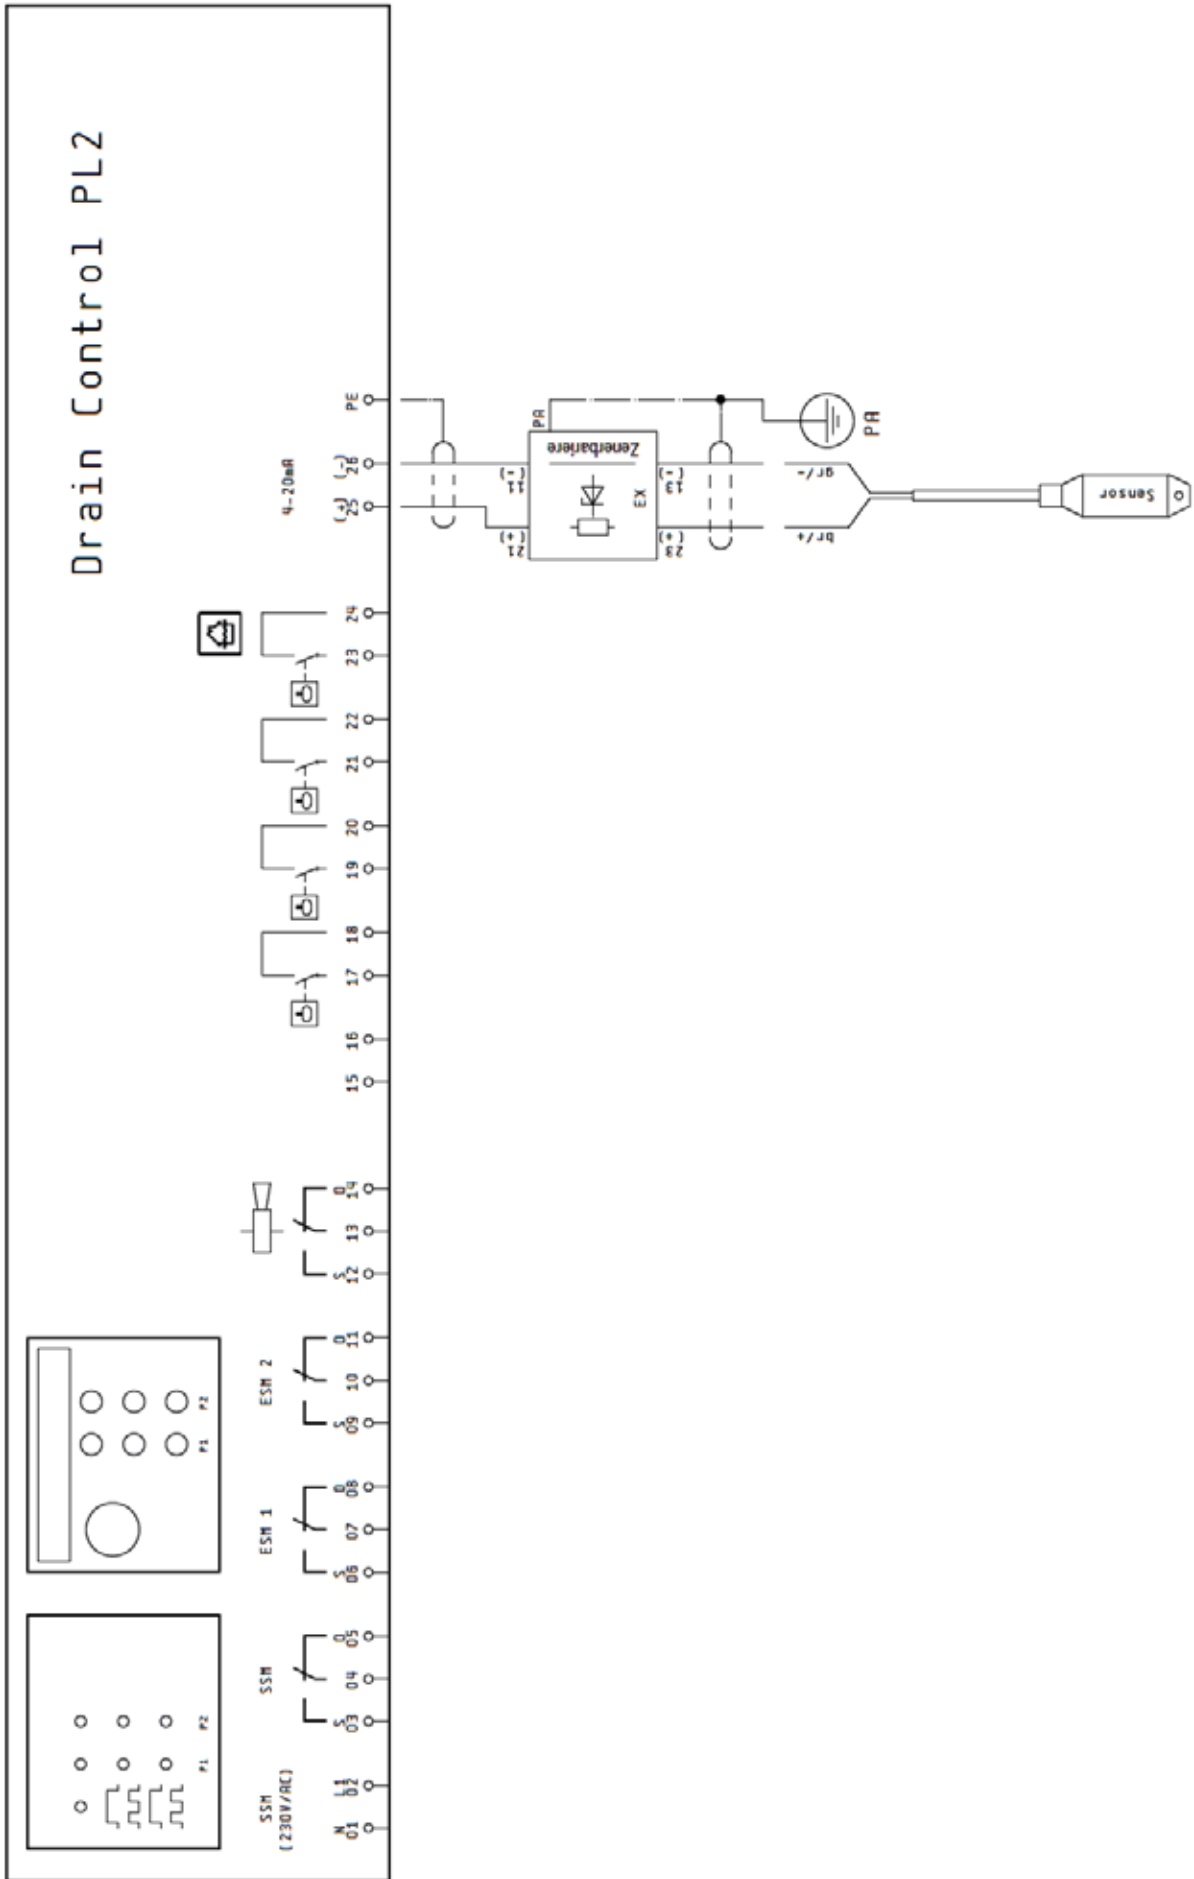 Drain Control PL2
SSM
(230V/AC)
SSM
ESM 1
ESM 2
4-20mA
N
L1
S
O
S
O
S
O
S
O
(+)
(-)
01
02
03
04
05
06
07
08
09
10
11
12
13
14
15
16
17
18
19
20
21
22
23
24
25
26
PE
P1
P2
P1
P2
PA
Zenerbariere
EX
21
(+)
11
(-)
23
(+)
13
(-)
br/+
gr/-
PA
Sensor